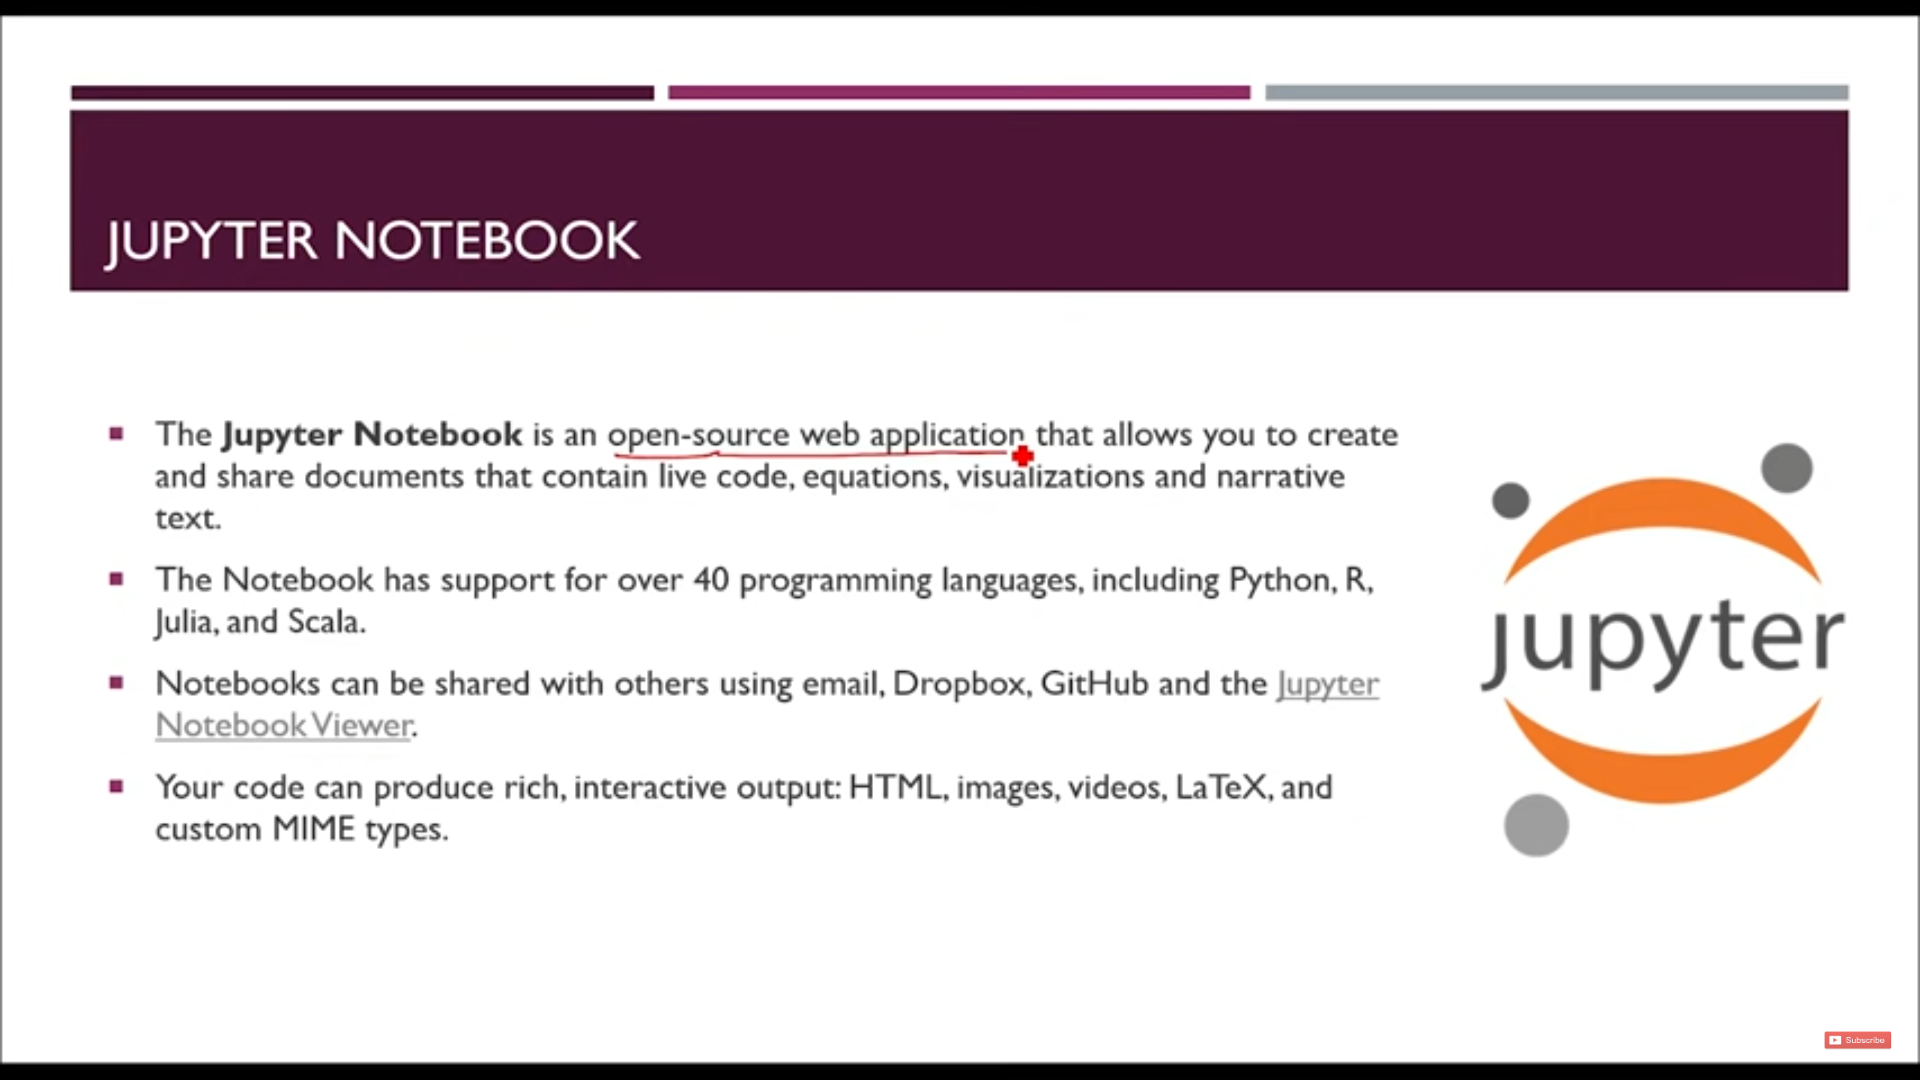 JUPYTER NOTEBOOK
The Jupyter Notebook is an open-source web application that allows you to create
and share documents that contain live code, equations, visualizations and narrative
text.
The Notebook has support for over 40 programming languages, including Python, R,
Julia, and Scala.
Notebooks can be shared with others using email, Dropbox, GitHub and the Jupyter
Notebook Viewer.
Your code can produce rich, interactive output: HTML, images, videos, LaTeX, and
custom MIME types.
jupyter
Subscribe